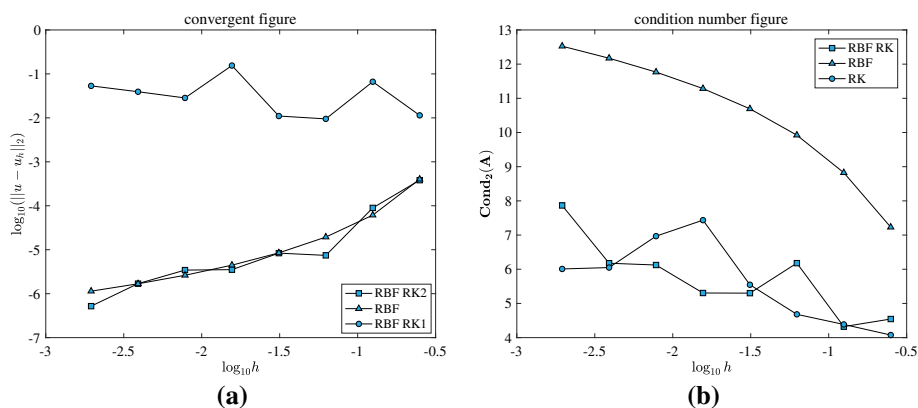 convergent figure
0
-1
-2
-3
-4
-5
-6
-7
log10(||u − uh||2)
RBF RK2
RBF
RBF RK1
-3 -2.5 -2 -1.5 -1 -0.5
log10 h
(a)
condition number figure
13
12
11
10
9
8
7
6
5
4
Cond2(A)
RBF RK
RBF
RK
-3 -2.5 -2 -1.5 -1 -0.5
log10 h
(b)